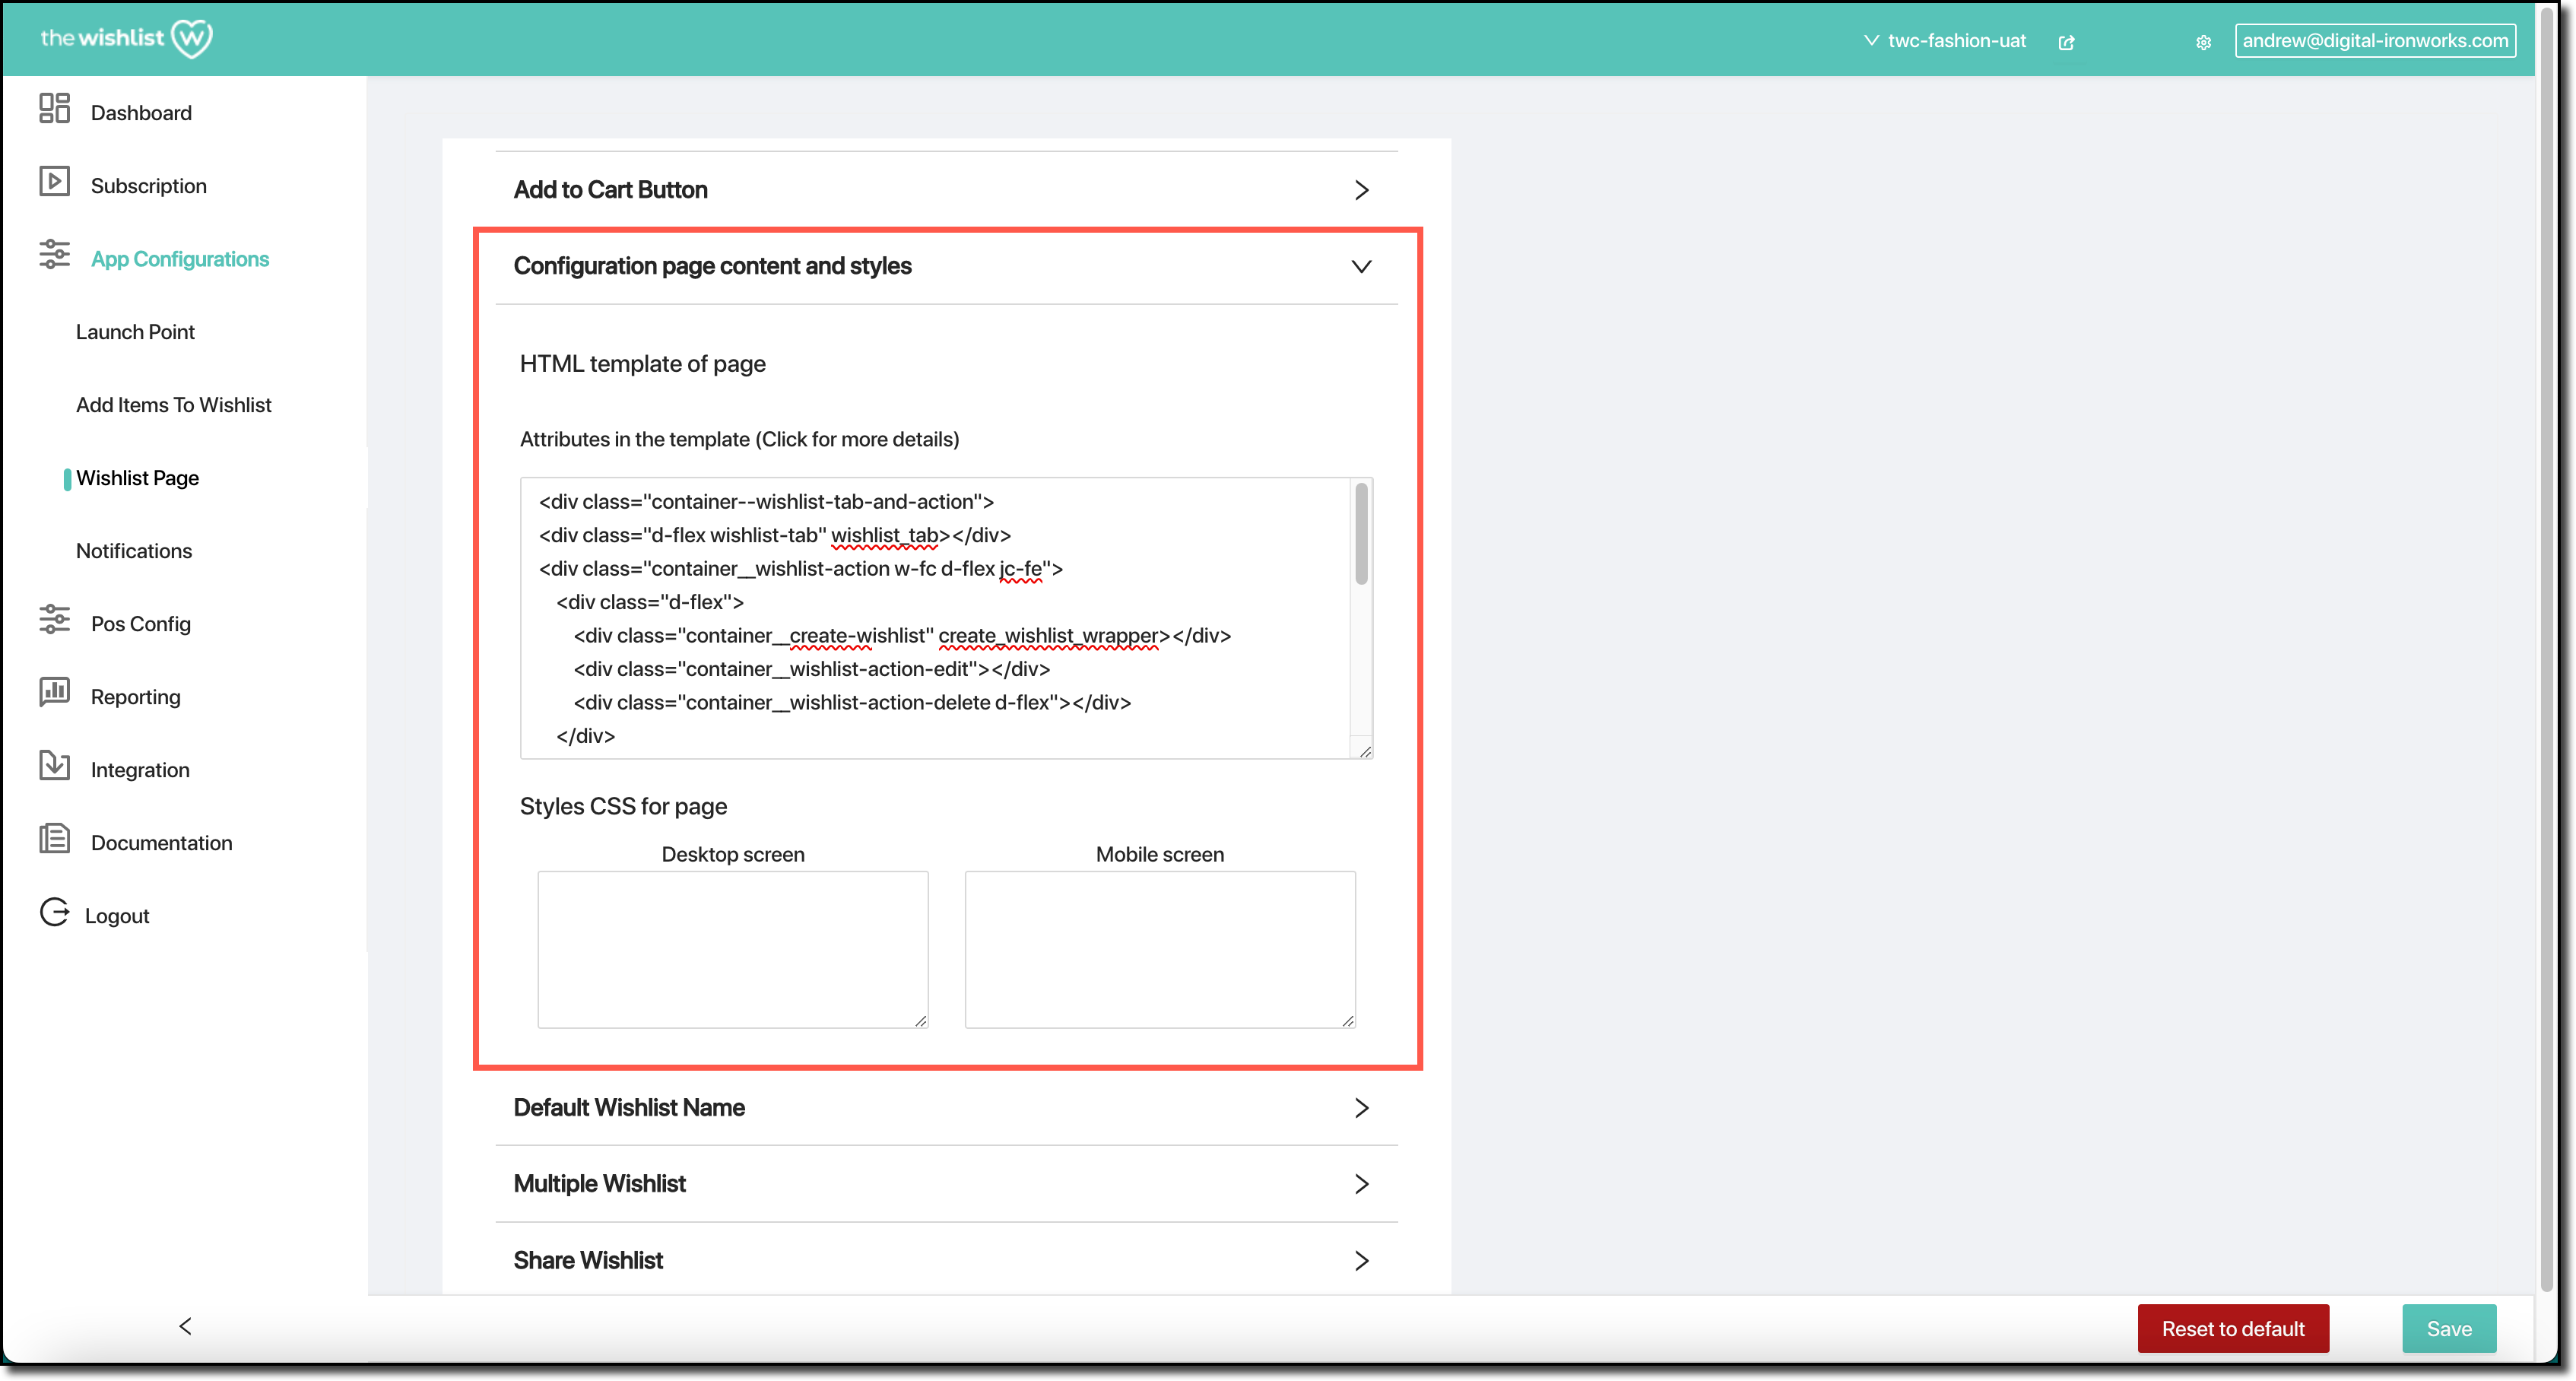 the wishlist W
twc-fashion-uat
andrew@digital-ironworks.com
Dashboard
Subscription
App Configurations
Launch Point
Add Items To Wishlist
Wishlist Page
Notifications
Pos Config
Reporting
Integration
Documentation
Logout
Add to Cart Button
Configuration page content and styles
HTML template of page
Attributes in the template (Click for more details)
<div class="container--wishlist-tab-and-action">
<div class="d-flex wishlist-tab" wishlist_tab></div>
<div class="container__wishlist-action w-fc d-flex jc-fe">
<div class="d-flex">
<div class="container__create-wishlist" create_wishlist_wrapper></div>
<div class="container__wishlist-action-edit"></div>
<div class="container__wishlist-action-delete d-flex"></div>
</div>
Styles CSS for page
Desktop screen
Mobile screen
Default Wishlist Name
Multiple Wishlist
Share Wishlist
Reset to default
Save